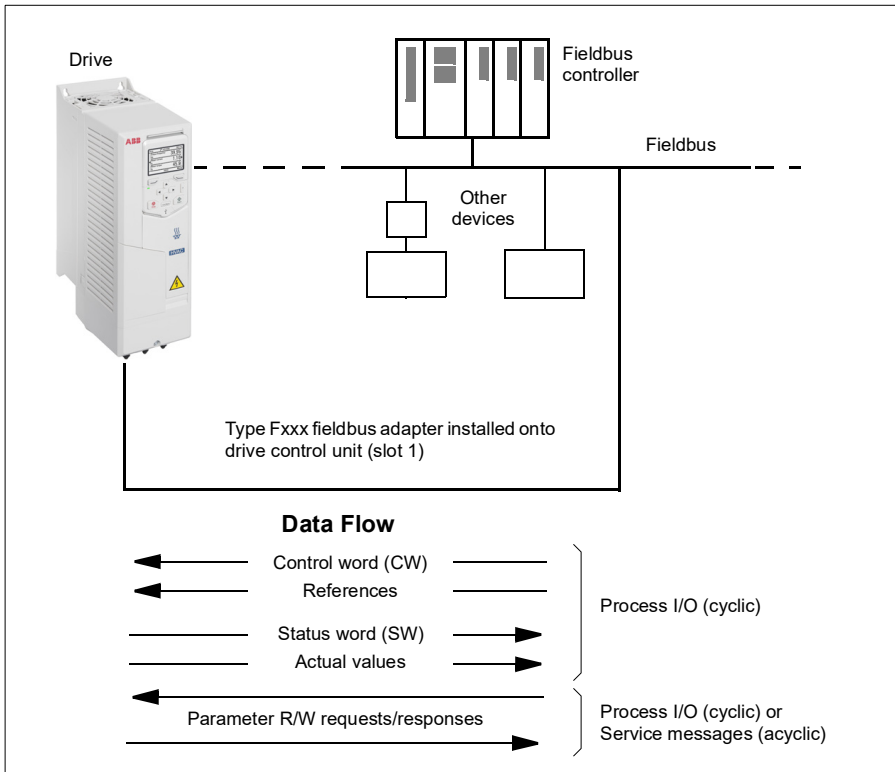 Drive
Fieldbus
controller
ABB
Fieldbus
Other
devices
HVAC
Type Fxxx fieldbus adapter installed onto
drive control unit (slot 1)
Data Flow
Control word (CW)
References
Process I/O (cyclic)
Status word (SW)
Actual values
Parameter R/W requests/responses
Process I/O (cyclic) or
Service messages (acyclic)